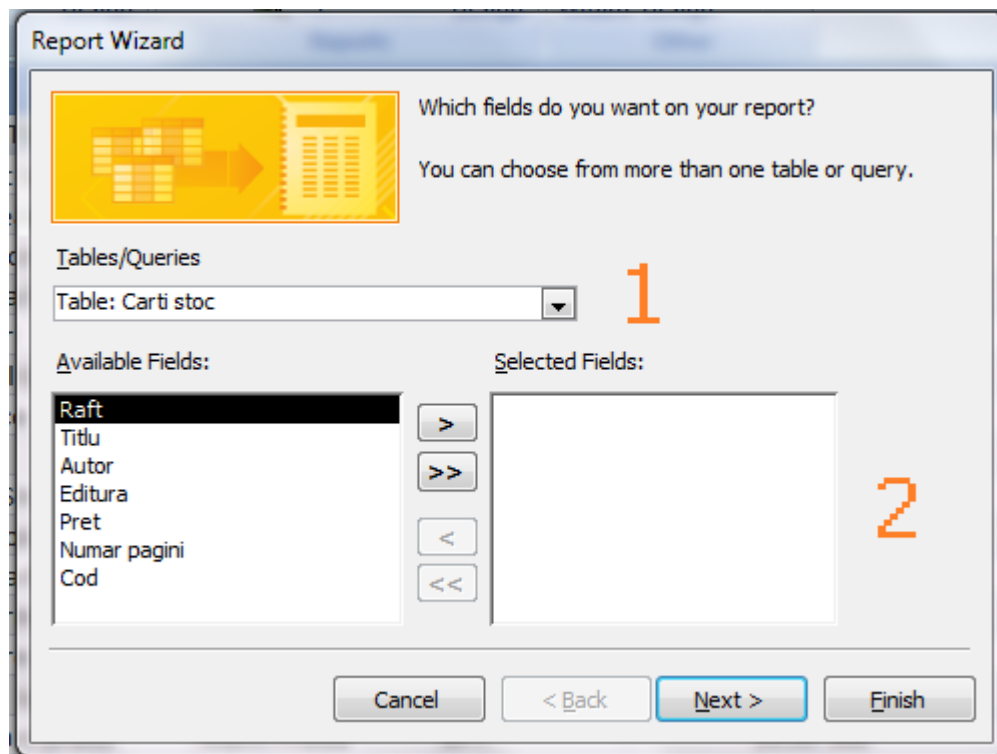 Report Wizard
Which fields do you want on your report?
You can choose from more than one table or query.
Tables/Queries
Table: Carti stoc
1
Available Fields:
Selected Fields:
Raft
Titlu
Autor
Editura
Pret
Numar pagini
Cod
>
>>
<
<<
2
Cancel
< Back
Next >
Finish